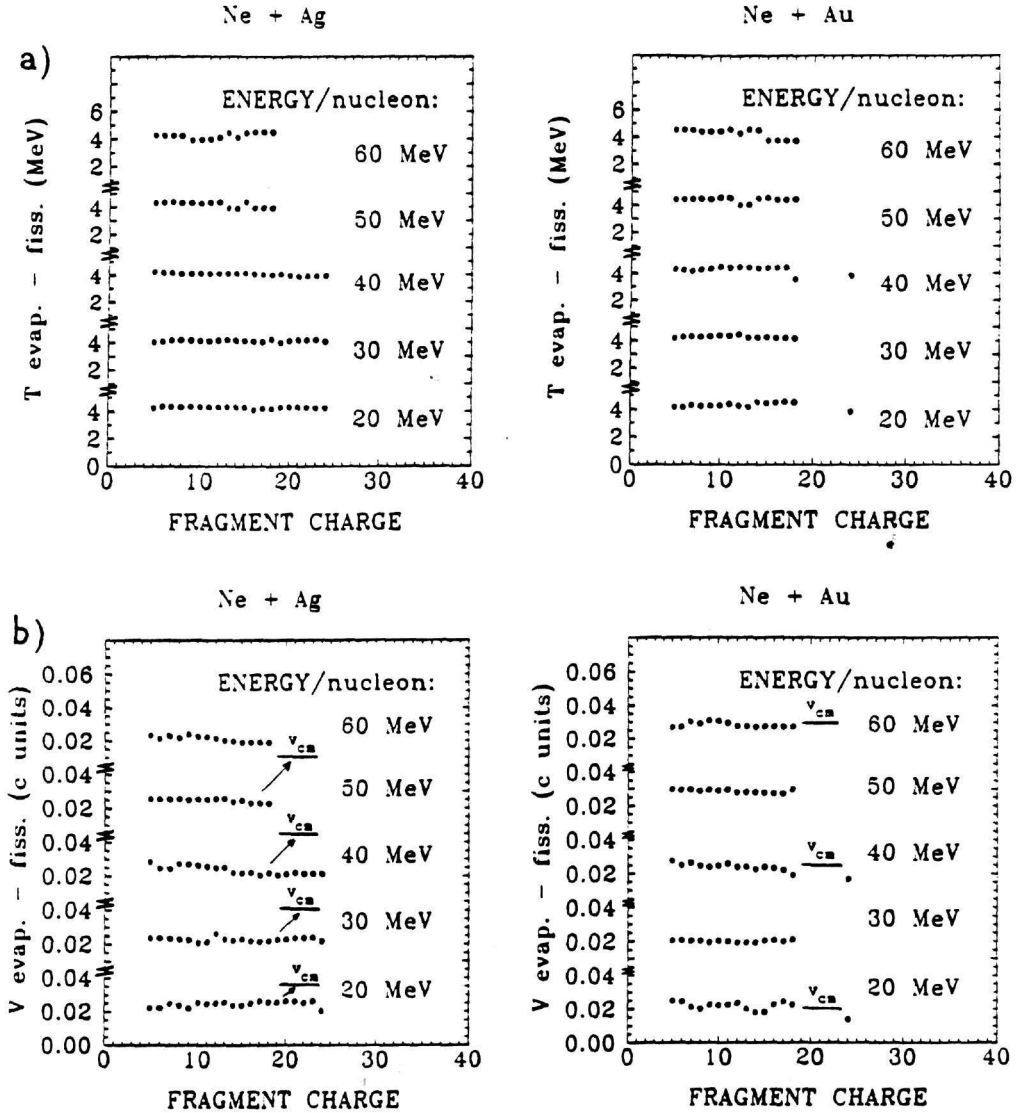 Ne + Ag
Ne + Au
a)
ENERGY/nucleon:
60 MeV
50 MeV
40 MeV
30 MeV
20 MeV
6
4
2
4
2
4
2
4
2
4
2
0
T evap. - fiss. (MeV)
0 10 20 30 40
FRAGMENT CHARGE
ENERGY/nucleon:
60 MeV
50 MeV
40 MeV
30 MeV
20 MeV
6
4
2
4
2
4
2
4
2
4
2
0
T evap. - fiss. (MeV)
0 10 20 30 40
FRAGMENT CHARGE
Ne + Ag
Ne + Au
b)
ENERGY/nucleon:
60 MeV
vcm
50 MeV
vcm
40 MeV
vcm
30 MeV
vcm
20 MeV
0.06
0.04
0.02
0.04
0.02
0.04
0.02
0.04
0.02
0.04
0.02
0.00
V evap. - fiss. (c units)
0 10 20 30 40
FRAGMENT CHARGE
ENERGY/nucleon:
vcm
60 MeV
50 MeV
vcm
40 MeV
30 MeV
vcm
20 MeV
0.06
0.04
0.02
0.04
0.02
0.04
0.02
0.04
0.02
0.04
0.02
0.00
V evap. - fiss. (c units)
0 10 20 30 40
FRAGMENT CHARGE